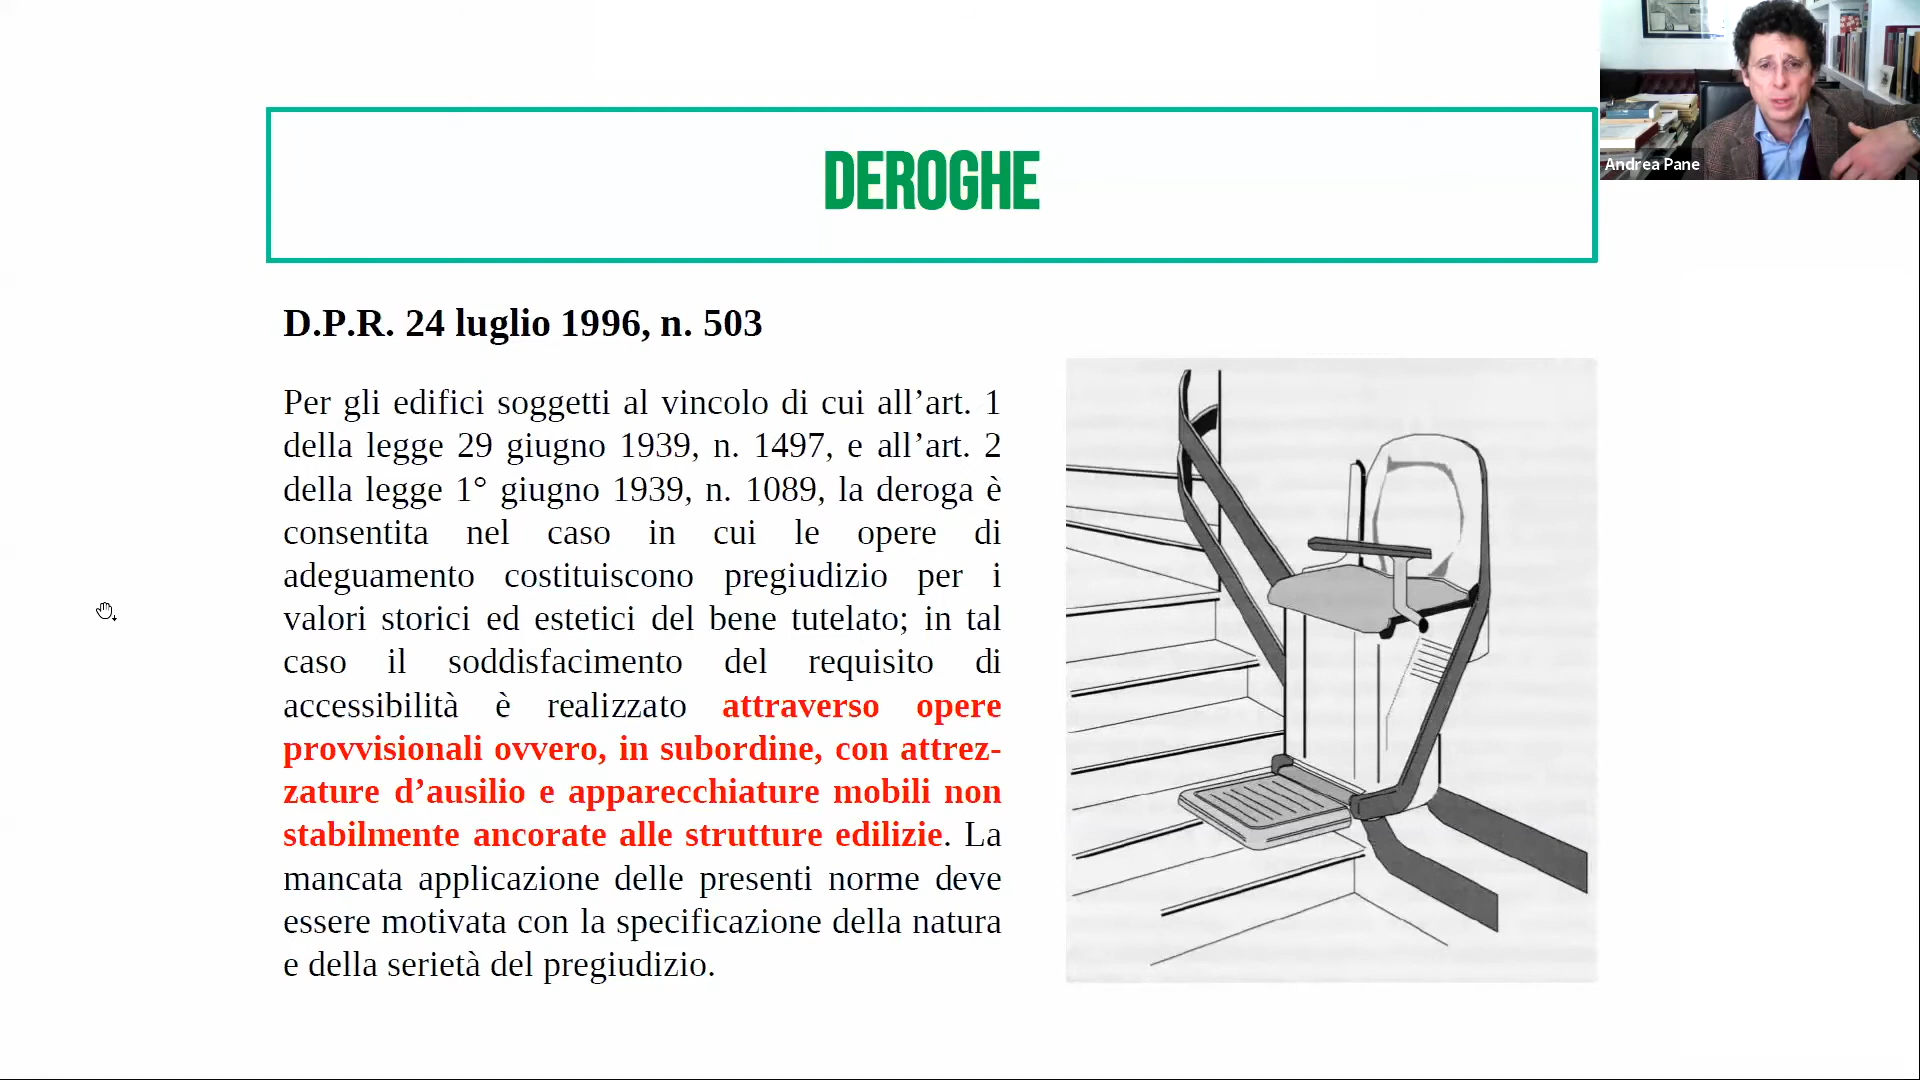 DEROGHE
Andrea Pane
D.P.R. 24 luglio 1996, n. 503
Per gli edifici soggetti al vincolo di cui all’art. 1
della legge 29 giugno 1939, n. 1497, e all’art. 2
della legge 1° giugno 1939, n. 1089, la deroga è
consentita nel caso in cui le opere di
adeguamento costituiscono pregiudizio per i
valori storici ed estetici del bene tutelato; in tal
caso il soddisfacimento del requisito di
accessibilità è realizzato attraverso opere
provvisionali ovvero, in subordine, con attrez-
zature d’ausilio e apparecchiature mobili non
stabilmente ancorate alle strutture edilizie. La
mancata applicazione delle presenti norme deve
essere motivata con la specificazione della natura
e della serietà del pregiudizio.